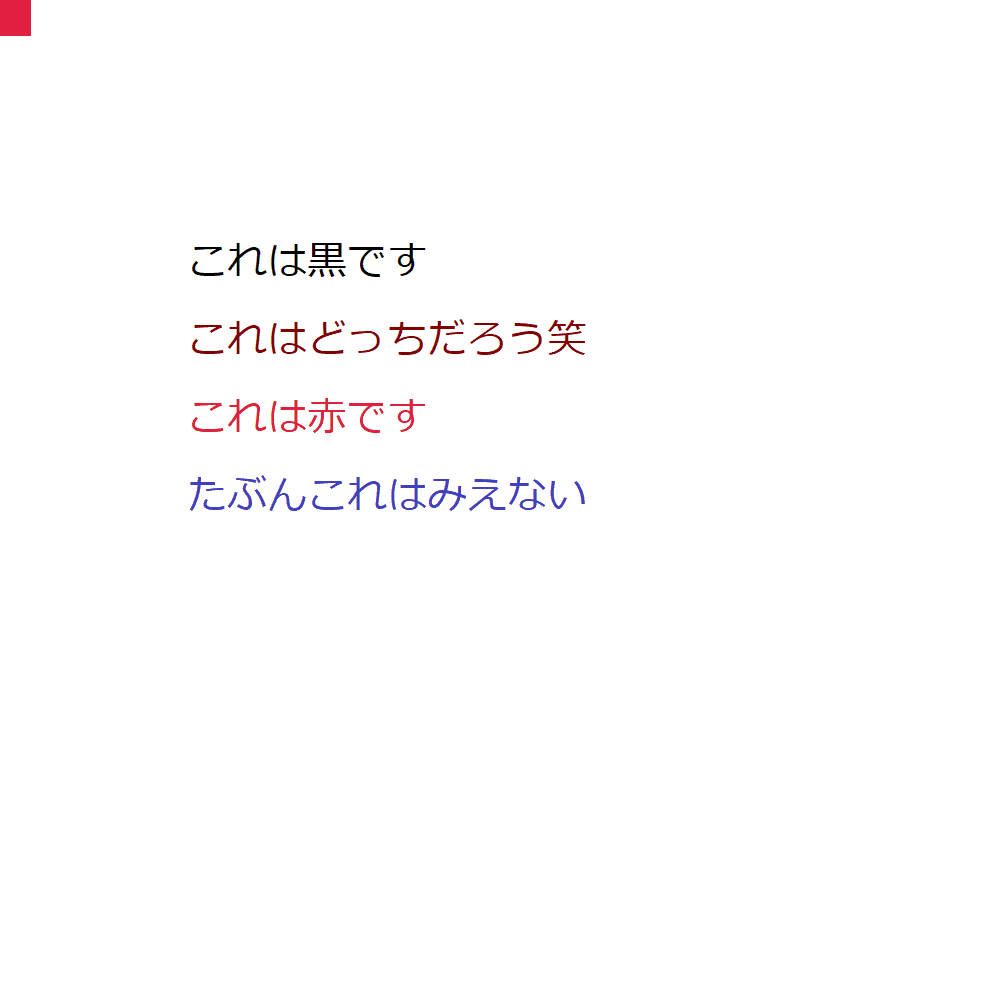 これは黒です
これはどっちだろう笑
これは赤です
たぶんこれはみえない